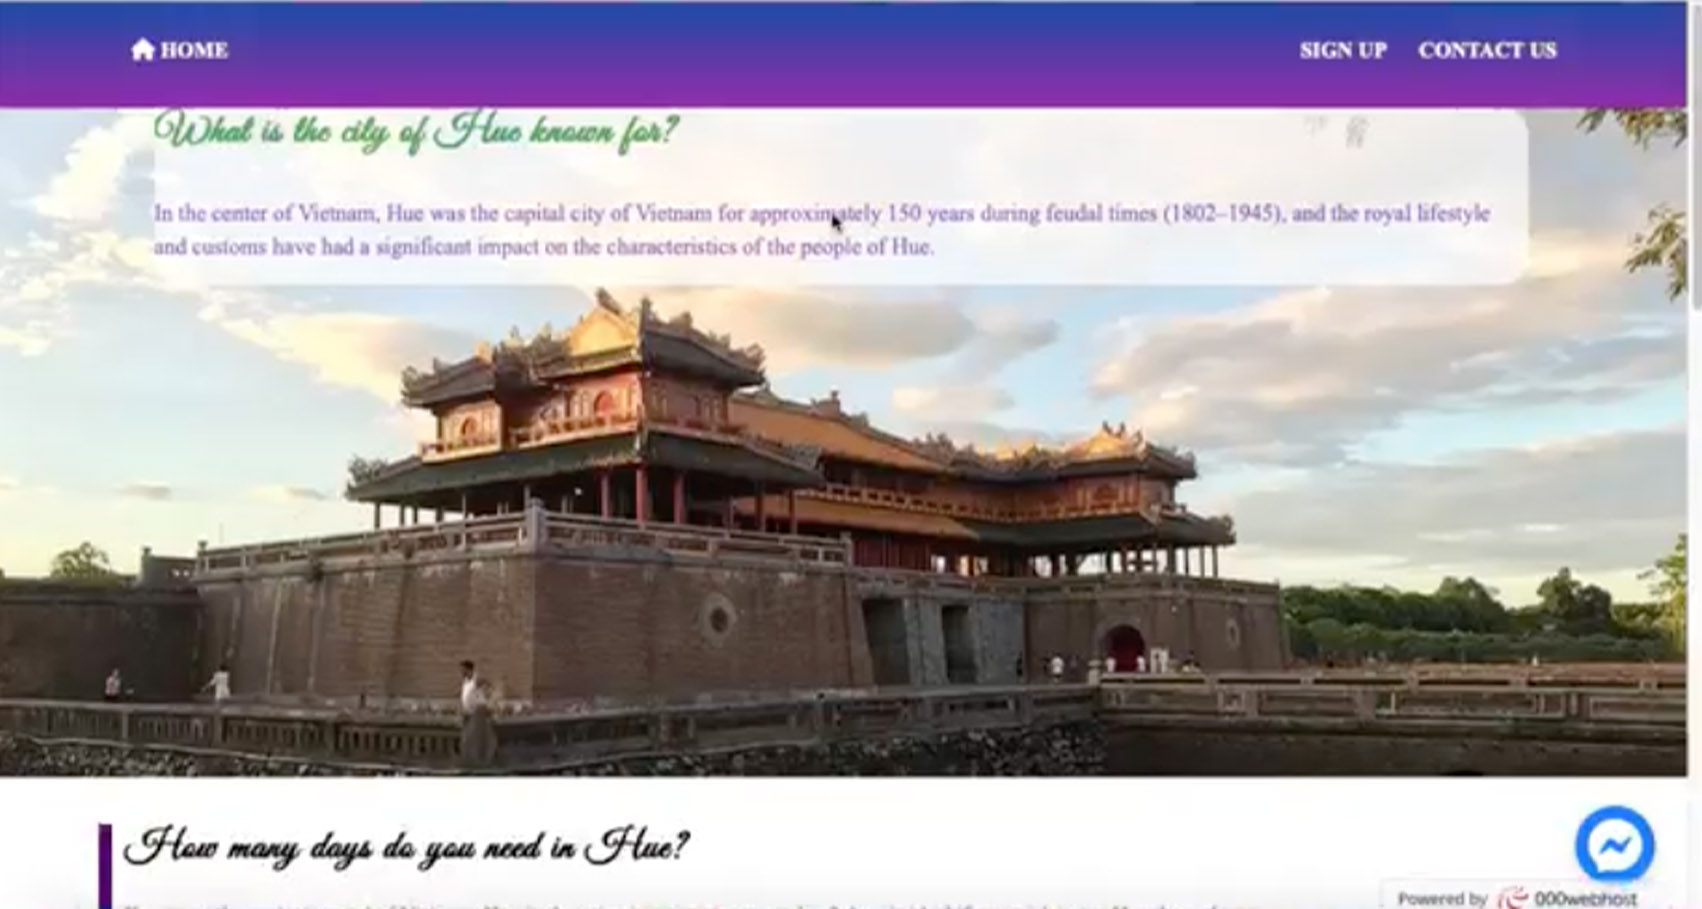 HOME
SIGN UP
CONTACT US
What is the city of Hue known for?
In the center of Vietnam, Hue was the capital city of Vietnam for approximately 150 years during feudal times (1802–1945), and the royal lifestyle
and customs have had a significant impact on the characteristics of the people of Hue.
How many days do you need in Hue?
Powered by 000webhost